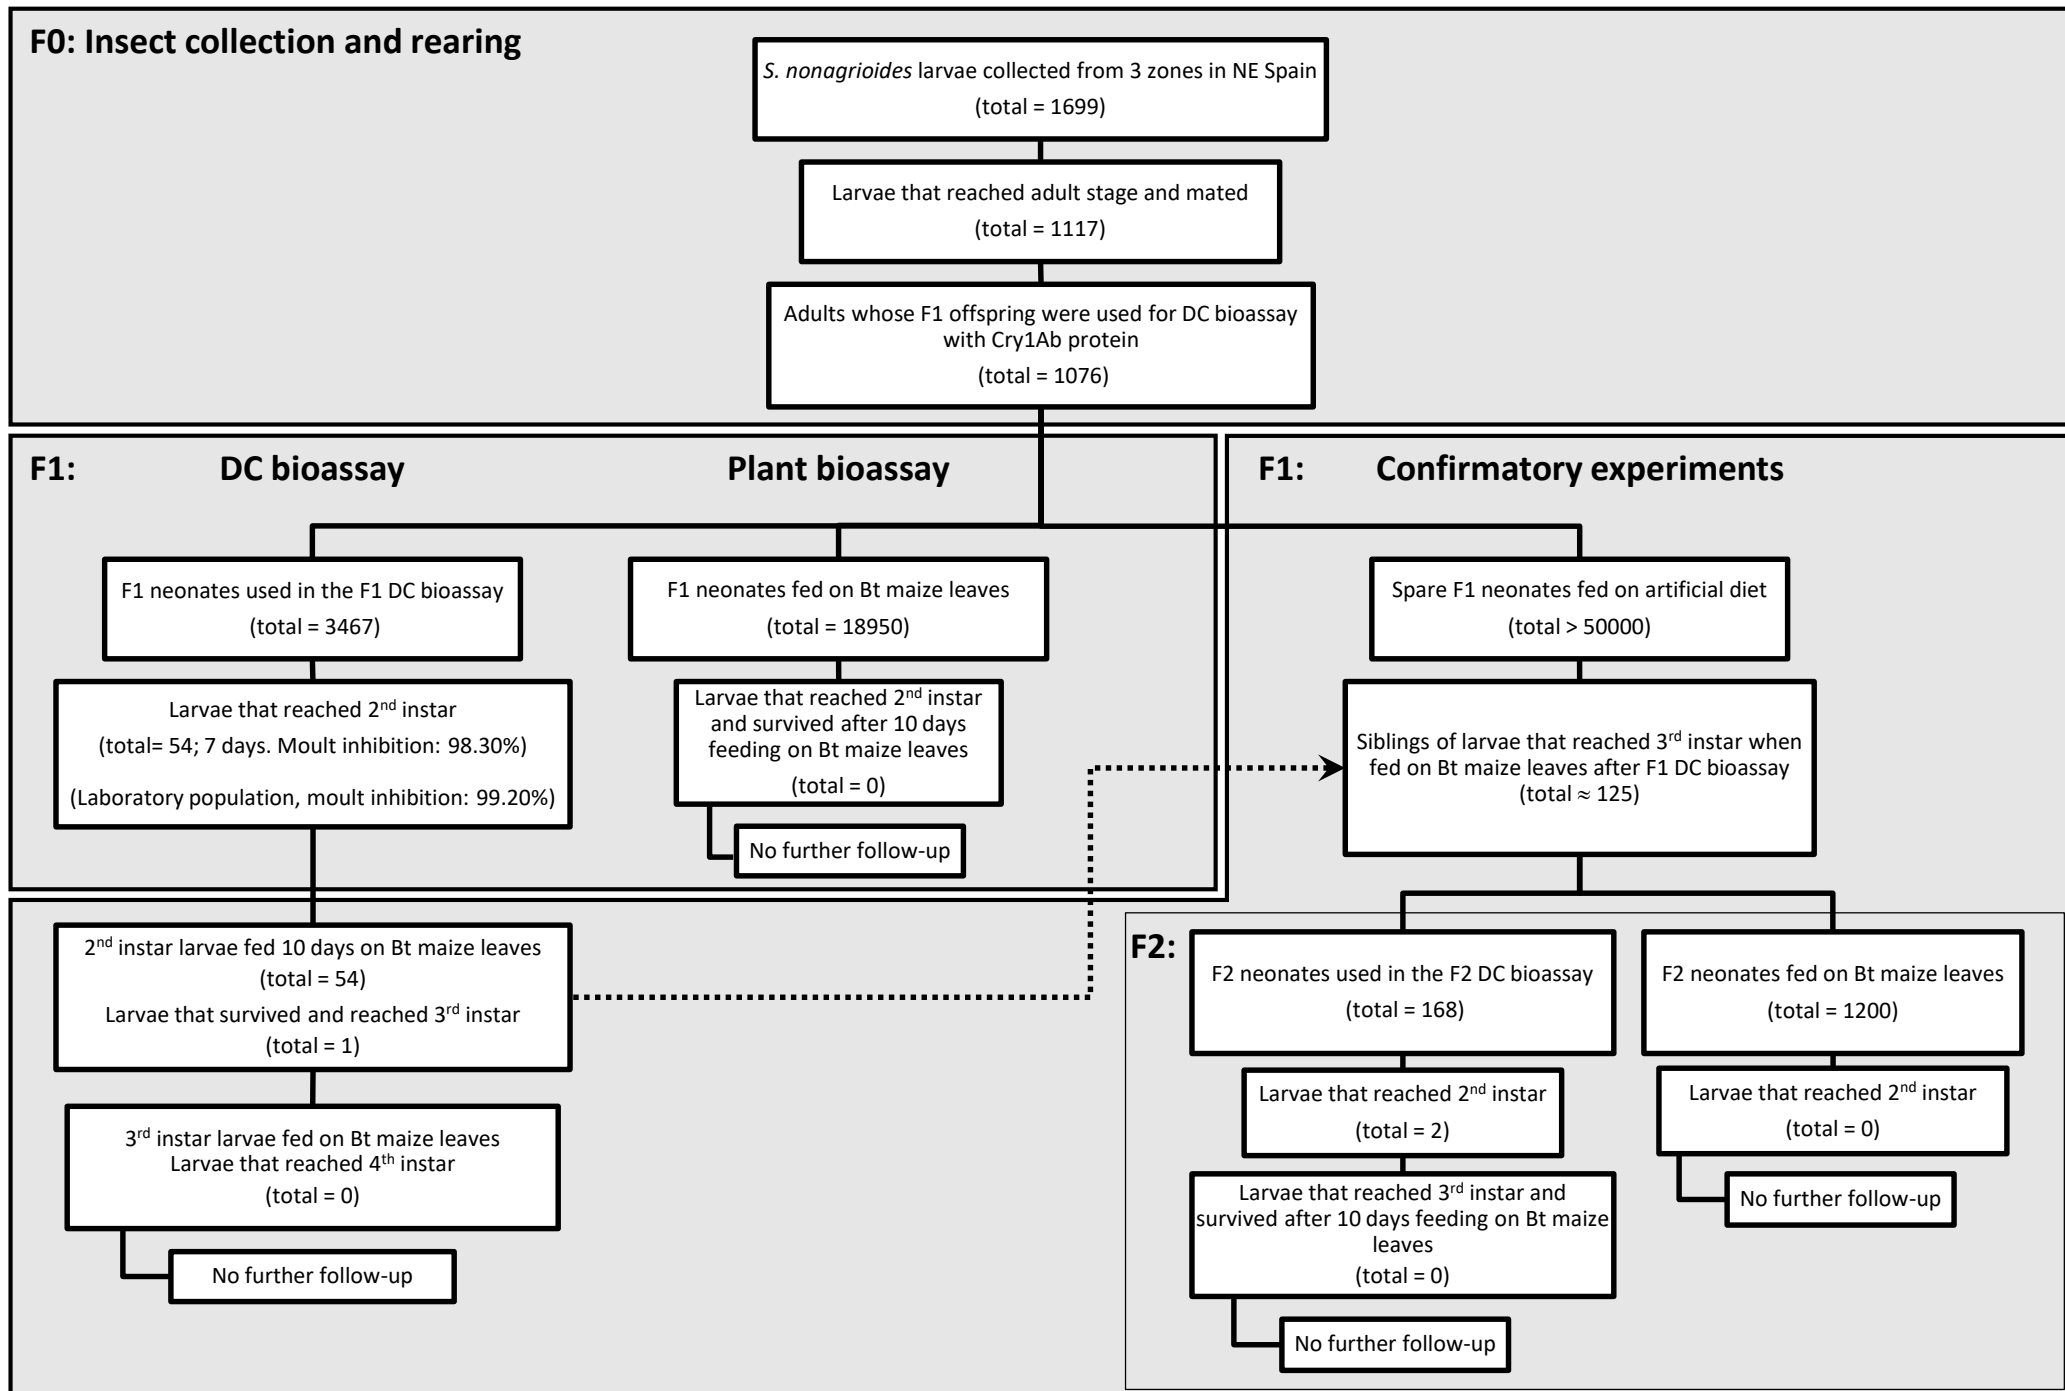 F0: Insect collection and rearing
S. nonagrioides larvae collected from 3 zones in NE Spain
(total = 1699)
Larvae that reached adult stage and mated
(total = 1117)
Adults whose F1 offspring were used for DC bioassay
with Cry1Ab protein
(total = 1076)
F1: DC bioassay Plant bioassay
F1 neonates used in the F1 DC bioassay
(total = 3467)
Larvae that reached 2nd instar
(total= 54; 7 days. Moult inhibition: 98.30%)
(Laboratory population, moult inhibition: 99.20%)
F1 neonates fed on Bt maize leaves
(total = 18950)
Larvae that reached 2nd instar
and survived after 10 days
feeding on Bt maize leaves
(total = 0)
No further follow-up
F1: Confirmatory experiments
Spare F1 neonates fed on artificial diet
(total > 50000)
Siblings of larvae that reached 3rd instar when
fed on Bt maize leaves after F1 DC bioassay
(total ≈ 125)
2nd instar larvae fed 10 days on Bt maize leaves
(total = 54)
Larvae that survived and reached 3rd instar
(total = 1)
3rd instar larvae fed on Bt maize leaves
Larvae that reached 4th instar
(total = 0)
No further follow-up
F2:
F2 neonates used in the F2 DC bioassay
(total = 168)
Larvae that reached 2nd instar
(total = 2)
Larvae that reached 3rd instar and
survived after 10 days feeding on Bt maize
leaves
(total = 0)
No further follow-up
F2 neonates fed on Bt maize leaves
(total = 1200)
Larvae that reached 2nd instar
(total = 0)
No further follow-up